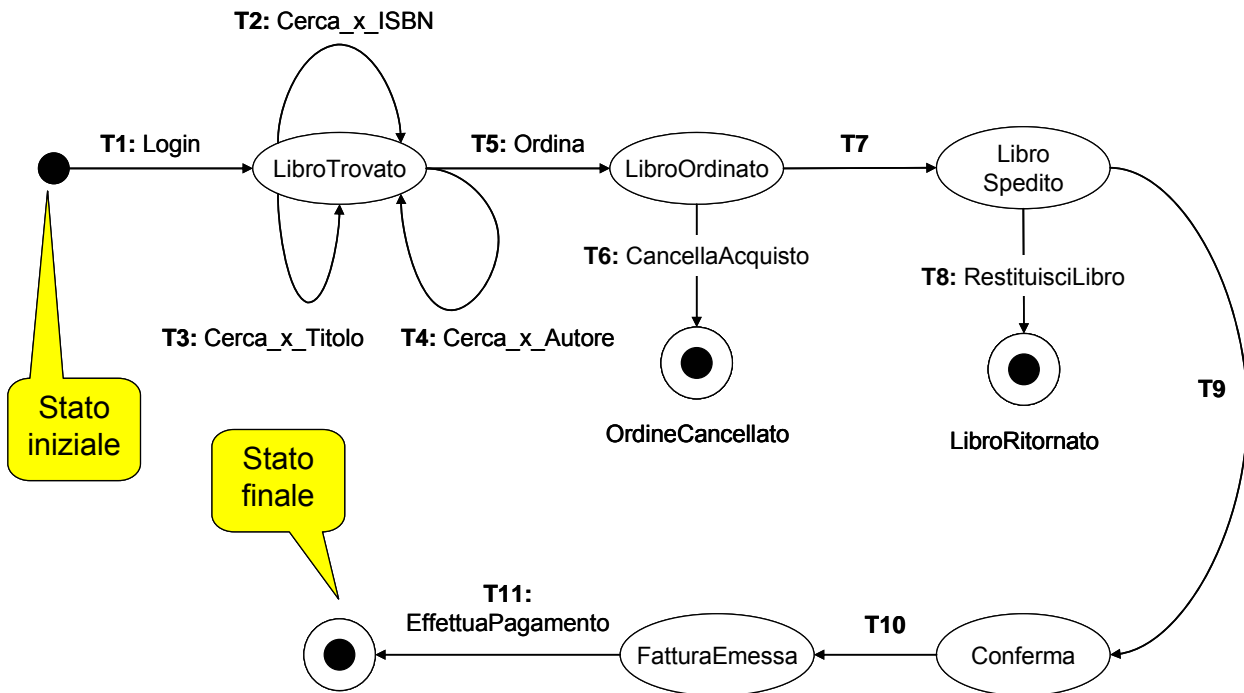 T2: Cerca_x_ISBN
T1: Login
LibroTrovato
T5: Ordina
LibroOrdinato
T7
Libro
Spedito
T6: CancellaAcquisto
T8: RestituisciLibro
T3: Cerca_x_Titolo
T4: Cerca_x_Autore
T9
Stato
iniziale
OrdineCancellato
LibroRitornato
Stato
finale
T11:
EffettuaPagamento
T10
FatturaEmessa
Conferma